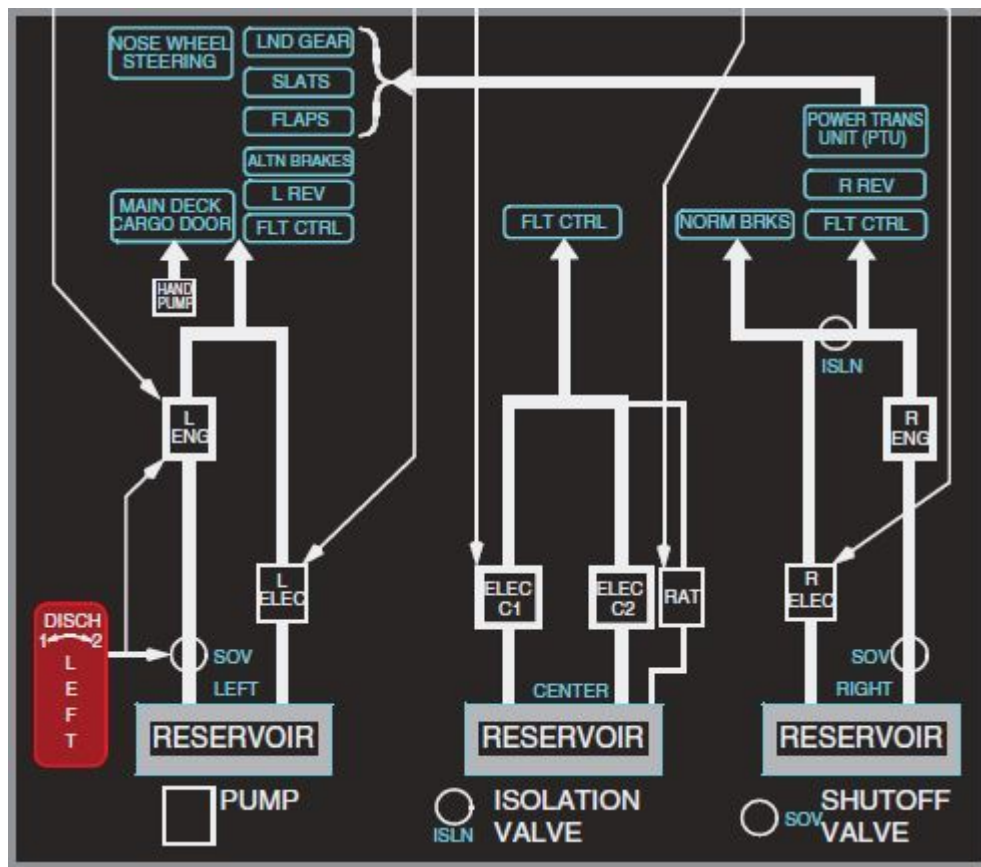 NOSE WHEEL
STEERING
LND GEAR
SLATS
FLAPS
ALTN BRAKES
L REV
FLT CTRL
MAIN DECK
CARGO DOOR
HAND
PUMP
FLT CTRL
POWER TRANS
UNIT (PTU)
R REV
NORM BRKS
FLT CTRL
ISLN
L
ENG
R
ENG
L
ELEC
ELEC
C1
ELEC
C2
RAT
R
ELEC
DISCH
1 2
L
E
F
T
SOV
LEFT
CENTER
SOV
RIGHT
RESERVOIR
RESERVOIR
RESERVOIR
PUMP
ISLN
ISOLATION
VALVE
SOV
SHUTOFF
VALVE